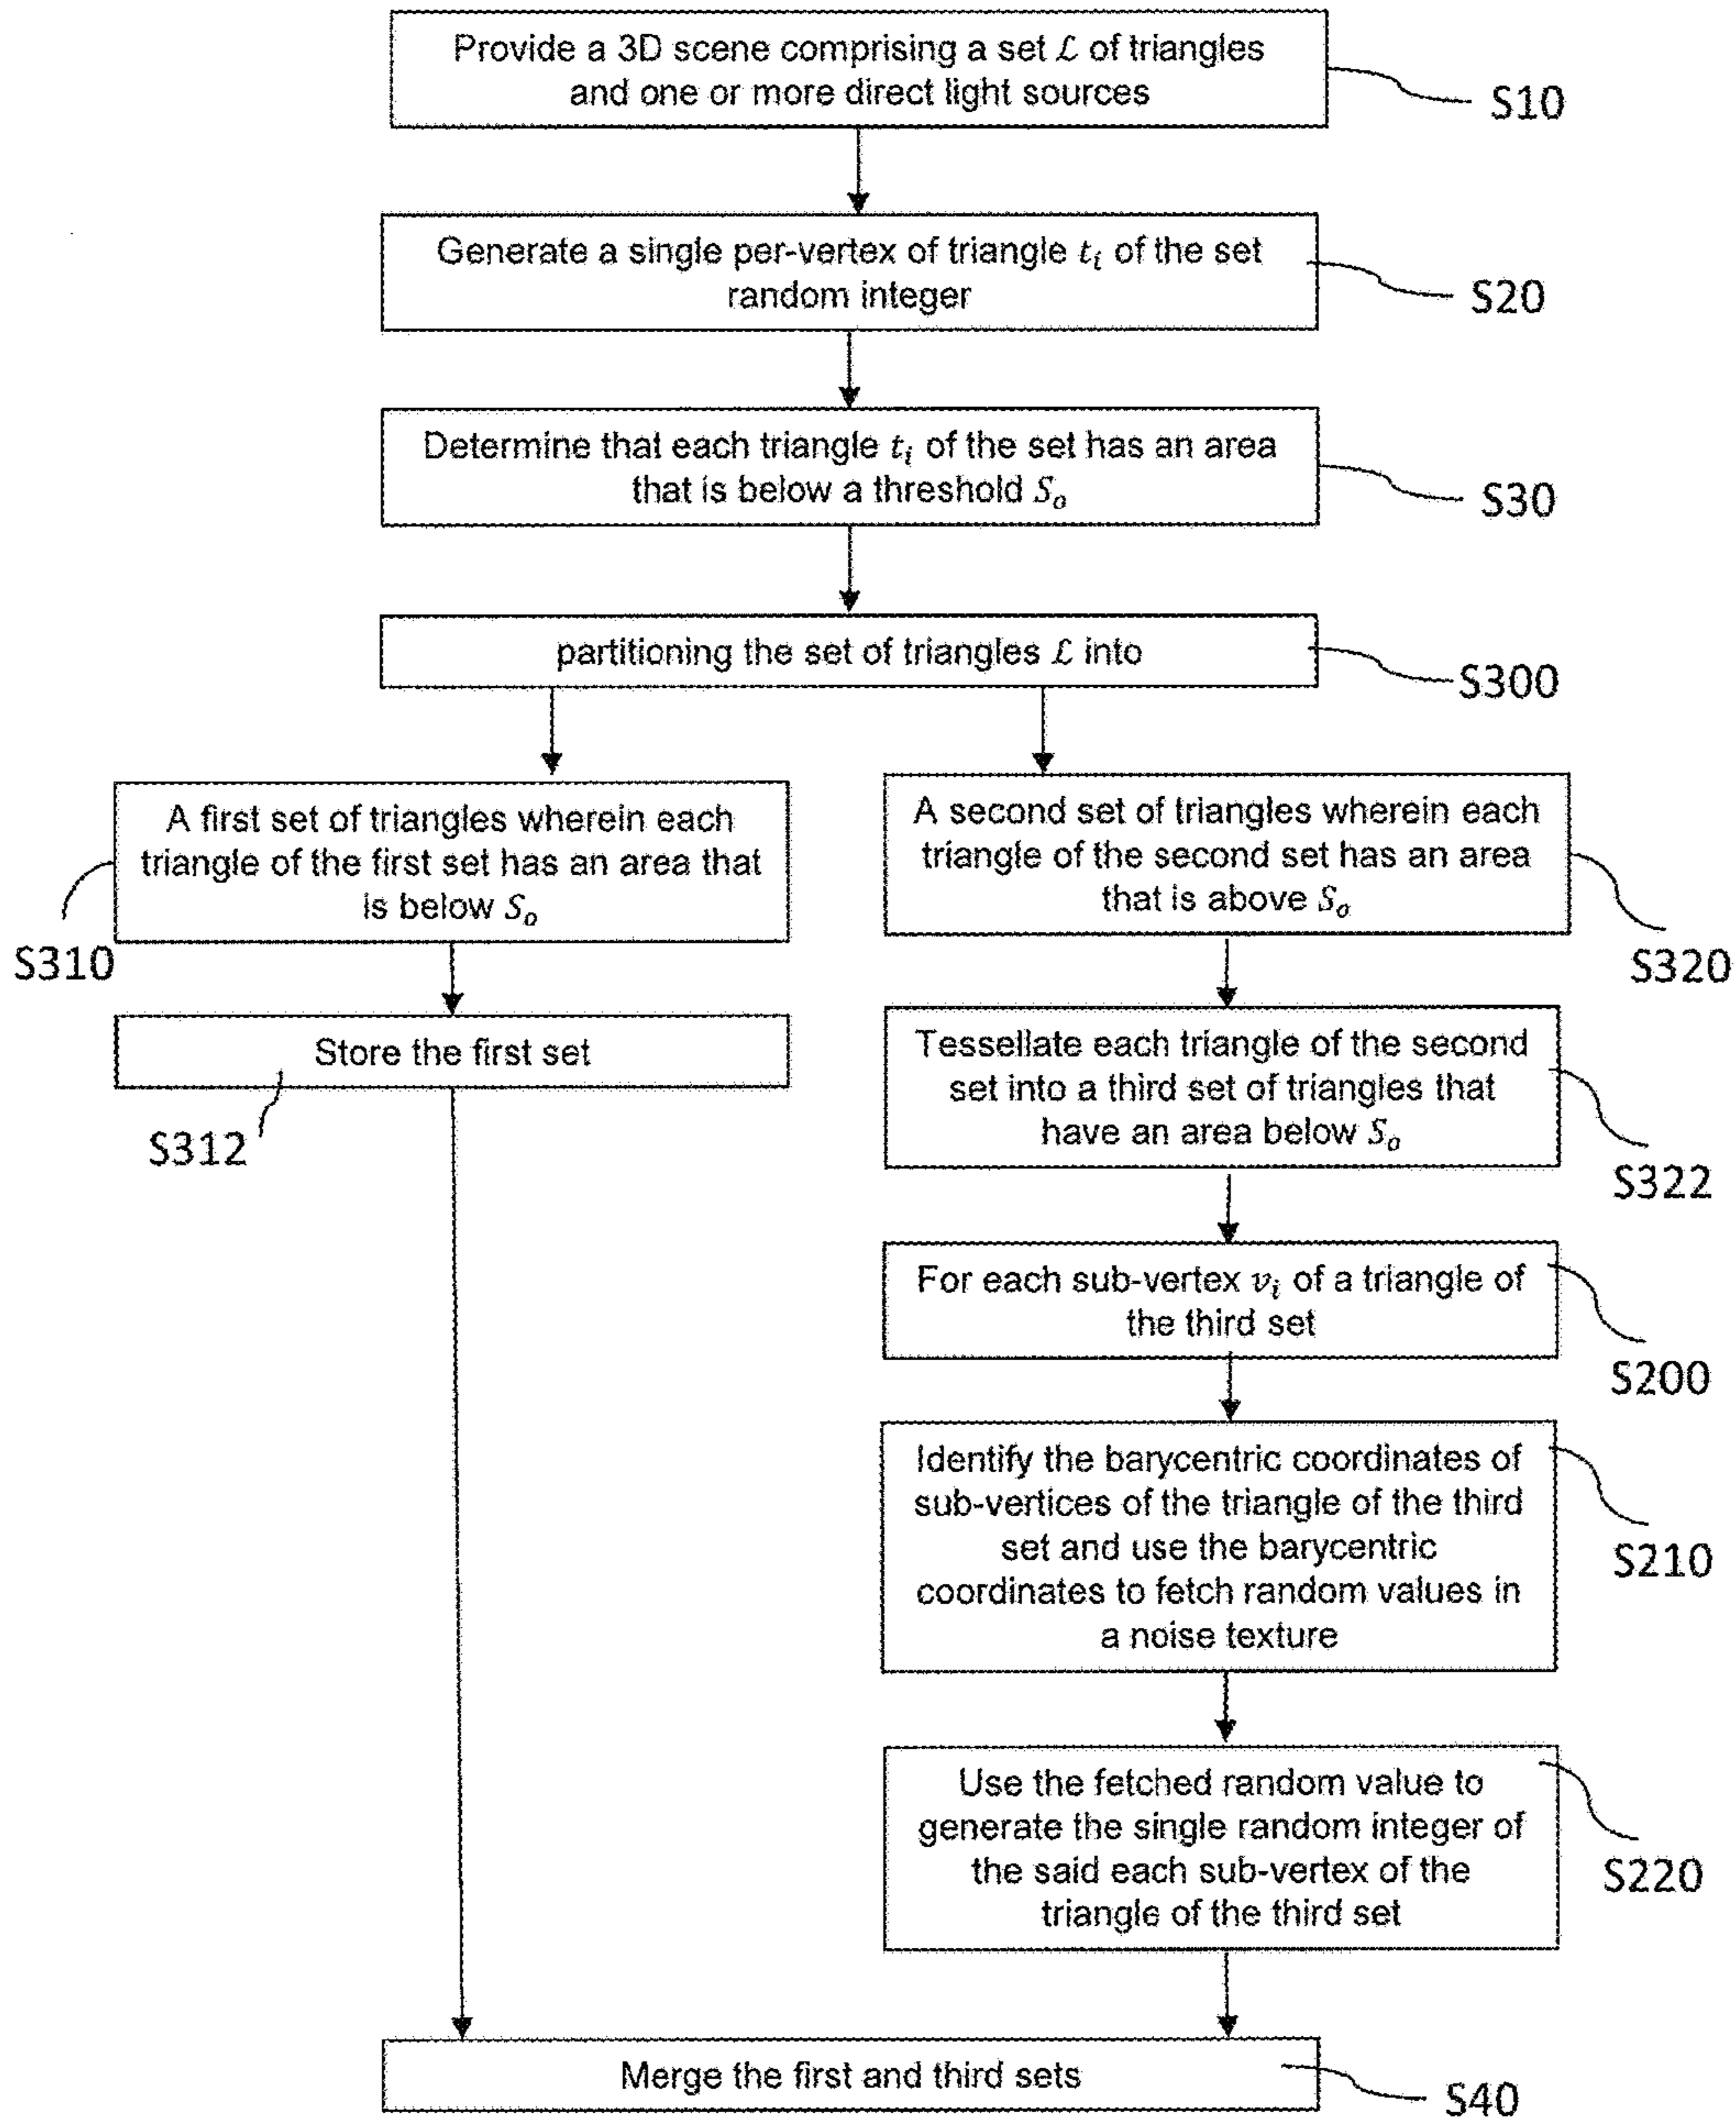 Provide a 3D scene comprising a set ℒ of triangles
and one or more direct light sources
S10
Generate a single per-vertex of triangle tᵢ of the set
random integer
S20
Determine that each triangle tᵢ of the set has an area
that is below a threshold Sₒ
S30
partitioning the set of triangles ℒ into
S300
A first set of triangles wherein each
triangle of the first set has an area that
is below Sₒ
S310
A second set of triangles wherein each
triangle of the second set has an area
that is above Sₒ
S320
Store the first set
S312
Tessellate each triangle of the second
set into a third set of triangles that
have an area below Sₒ
S322
For each sub-vertex vᵢ of a triangle of
the third set
S200
Identify the barycentric coordinates of
sub-vertices of the triangle of the third
set and use the barycentric
coordinates to fetch random values in
a noise texture
S210
Use the fetched random value to
generate the single random integer of
the said each sub-vertex of the
triangle of the third set
S220
Merge the first and third sets
S40